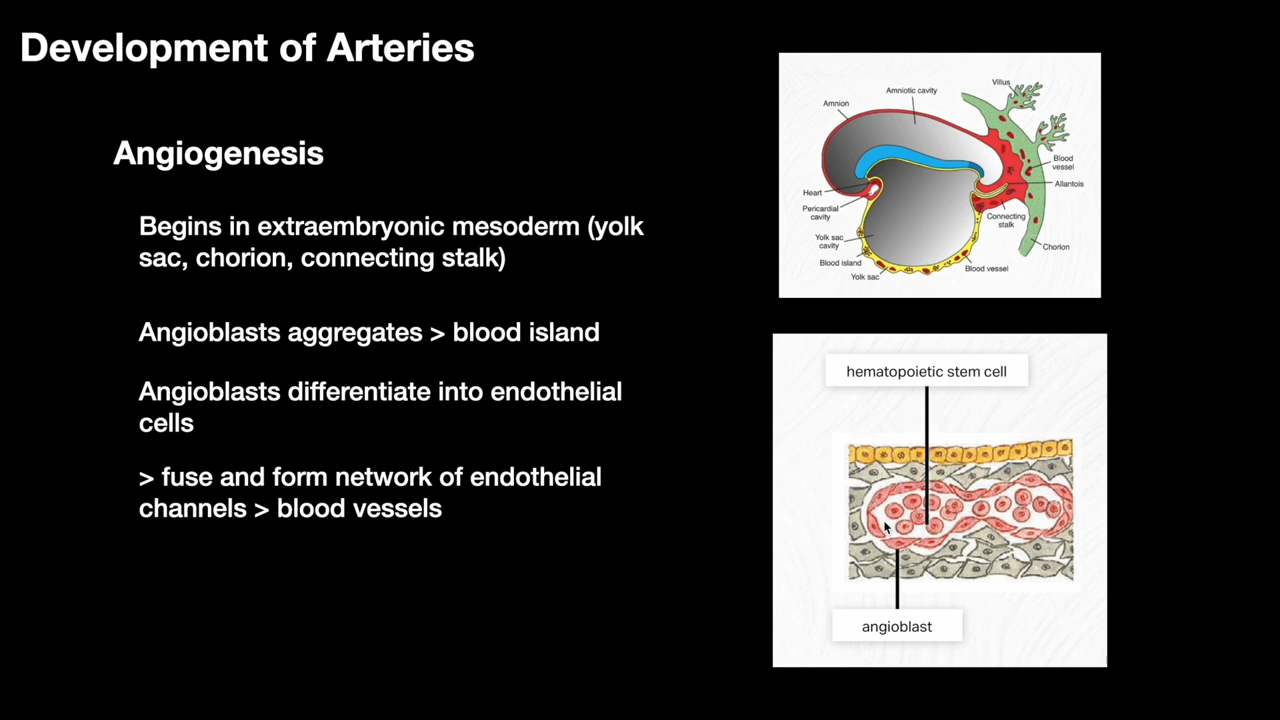 Development of Arteries
Angiogenesis
Begins in extraembryonic mesoderm (yolk
sac, chorion, connecting stalk)
Angioblasts aggregates > blood island
Angioblasts differentiate into endothelial
cells
> fuse and form network of endothelial
channels > blood vessels
Villus
Amniotic cavity
Amnion
Blood
vessel
Allantois
Heart
Pericardial
cavity
Connecting
stalk
Yolk sac
cavity
Chorion
Blood island
Blood vessel
Yolk sac
hematopoietic stem cell
angioblast